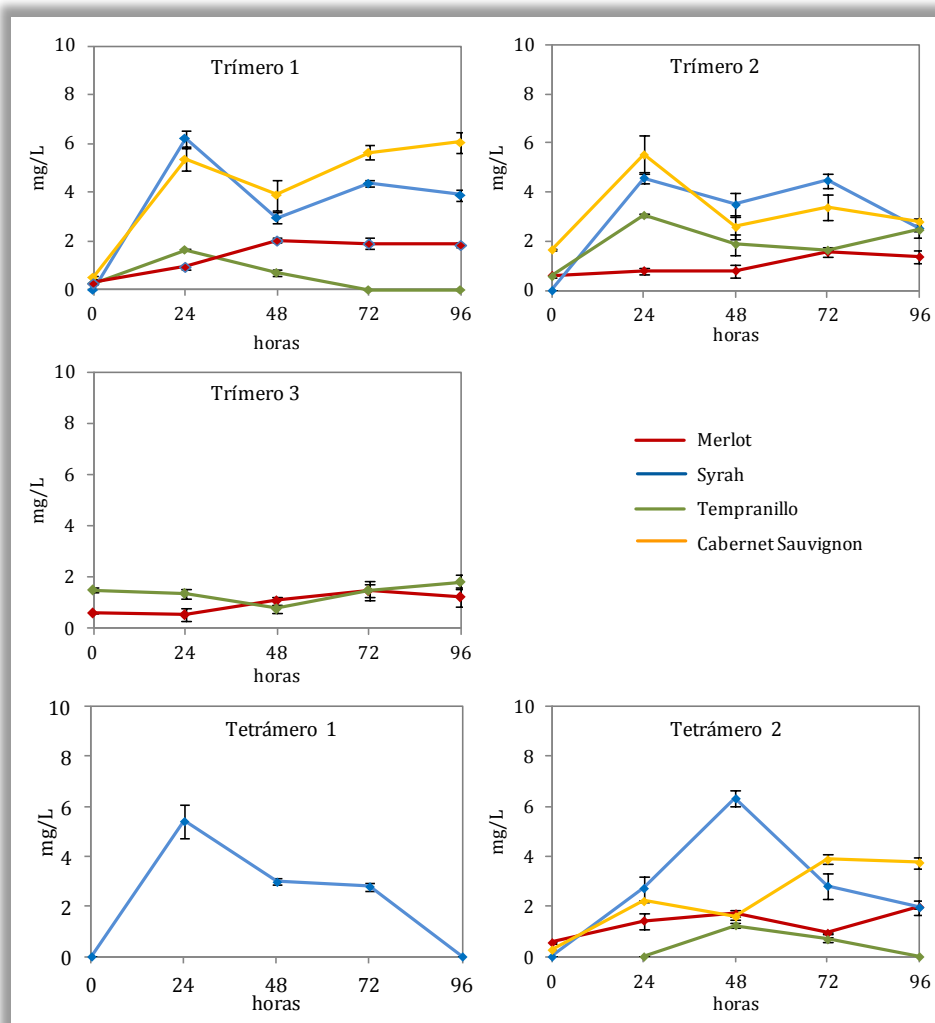 Trímero 1
10
8
6
4
2
0
mg/L
0 24 48 72 96
horas
Trímero 2
10
8
6
4
2
0
mg/L
0 24 48 72 96
horas
Trímero 3
10
8
6
4
2
0
mg/L
0 24 48 72 96
horas
Merlot
Syrah
Tempranillo
Cabernet Sauvignon
Tetrámero 1
10
8
6
4
2
0
mg/L
0 24 48 72 96
horas
Tetrámero 2
10
8
6
4
2
0
mg/L
0 24 48 72 96
horas